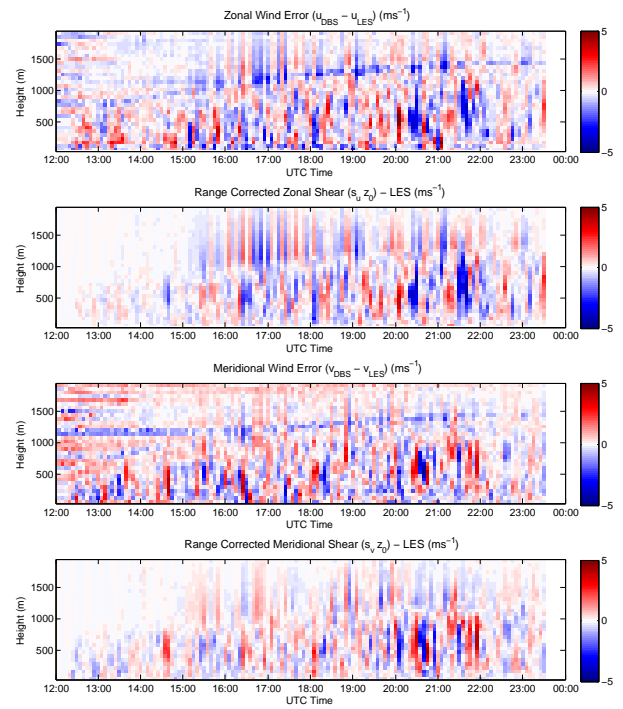 Zonal Wind Error (u_DBS − u_LES) (ms⁻¹)
Height (m)
1500
1000
500
12:00 13:00 14:00 15:00 16:00 17:00 18:00 19:00 20:00 21:00 22:00 23:00 00:00
UTC Time
5
0
−5
Range Corrected Zonal Shear (s_u z_0) − LES (ms⁻¹)
Height (m)
1500
1000
500
12:00 13:00 14:00 15:00 16:00 17:00 18:00 19:00 20:00 21:00 22:00 23:00 00:00
UTC Time
5
0
−5
Meridional Wind Error (v_DBS − v_LES) (ms⁻¹)
Height (m)
1500
1000
500
12:00 13:00 14:00 15:00 16:00 17:00 18:00 19:00 20:00 21:00 22:00 23:00 00:00
UTC Time
5
0
−5
Range Corrected Meridional Shear (s_v z_0) − LES (ms⁻¹)
Height (m)
1500
1000
500
12:00 13:00 14:00 15:00 16:00 17:00 18:00 19:00 20:00 21:00 22:00 23:00 00:00
UTC Time
5
0
−5